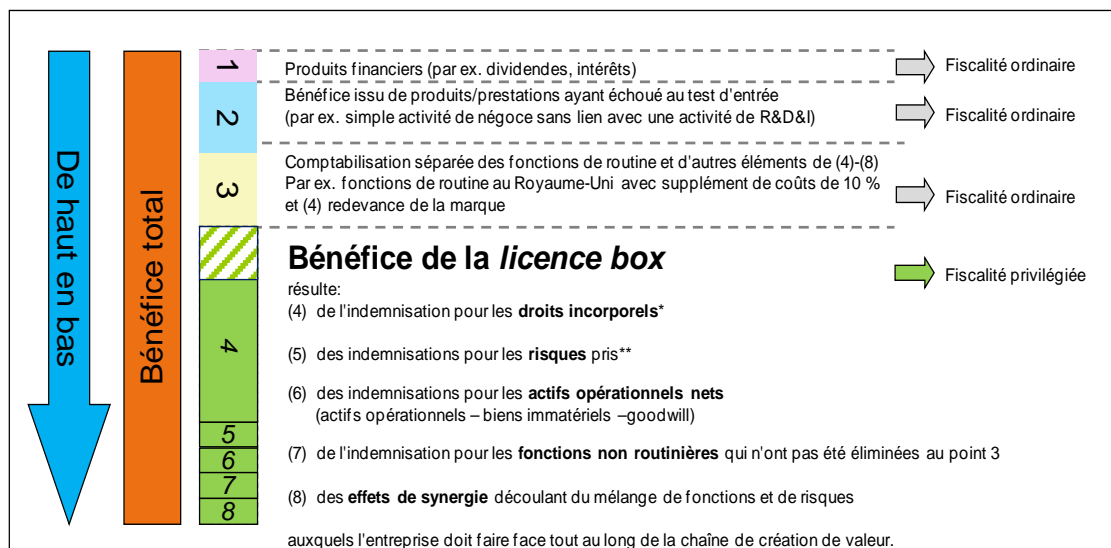 De haut en bas
Bénéfice total
1
Produits financiers (par ex. dividendes, intérêts)
Fiscalité ordinaire
2
Bénéfice issu de produits/prestations ayant échoué au test d'entrée
(par ex. simple activité de négoce sans lien avec une activité de R&D&I)
Fiscalité ordinaire
3
Comptabilisation séparée des fonctions de routine et d'autres éléments de (4)-(8)
Par ex. fonctions de routine au Royaume-Uni avec supplément de coûts de 10 %
et (4) redevance de la marque
Fiscalité ordinaire
Bénéfice de la licence box
Fiscalité privilégiée
résulte:
4
(4) de l'indemnisation pour les droits incorporels*
(5) des indemnisations pour les risques pris**
(6) des indemnisations pour les actifs opérationnels nets
(actifs opérationnels – biens immatériels –goodwill)
5
6
(7) de l'indemnisation pour les fonctions non routinières qui n'ont pas été éliminées au point 3
7
(8) des effets de synergie découlant du mélange de fonctions et de risques
8
auxquels l'entreprise doit faire face tout au long de la chaîne de création de valeur.